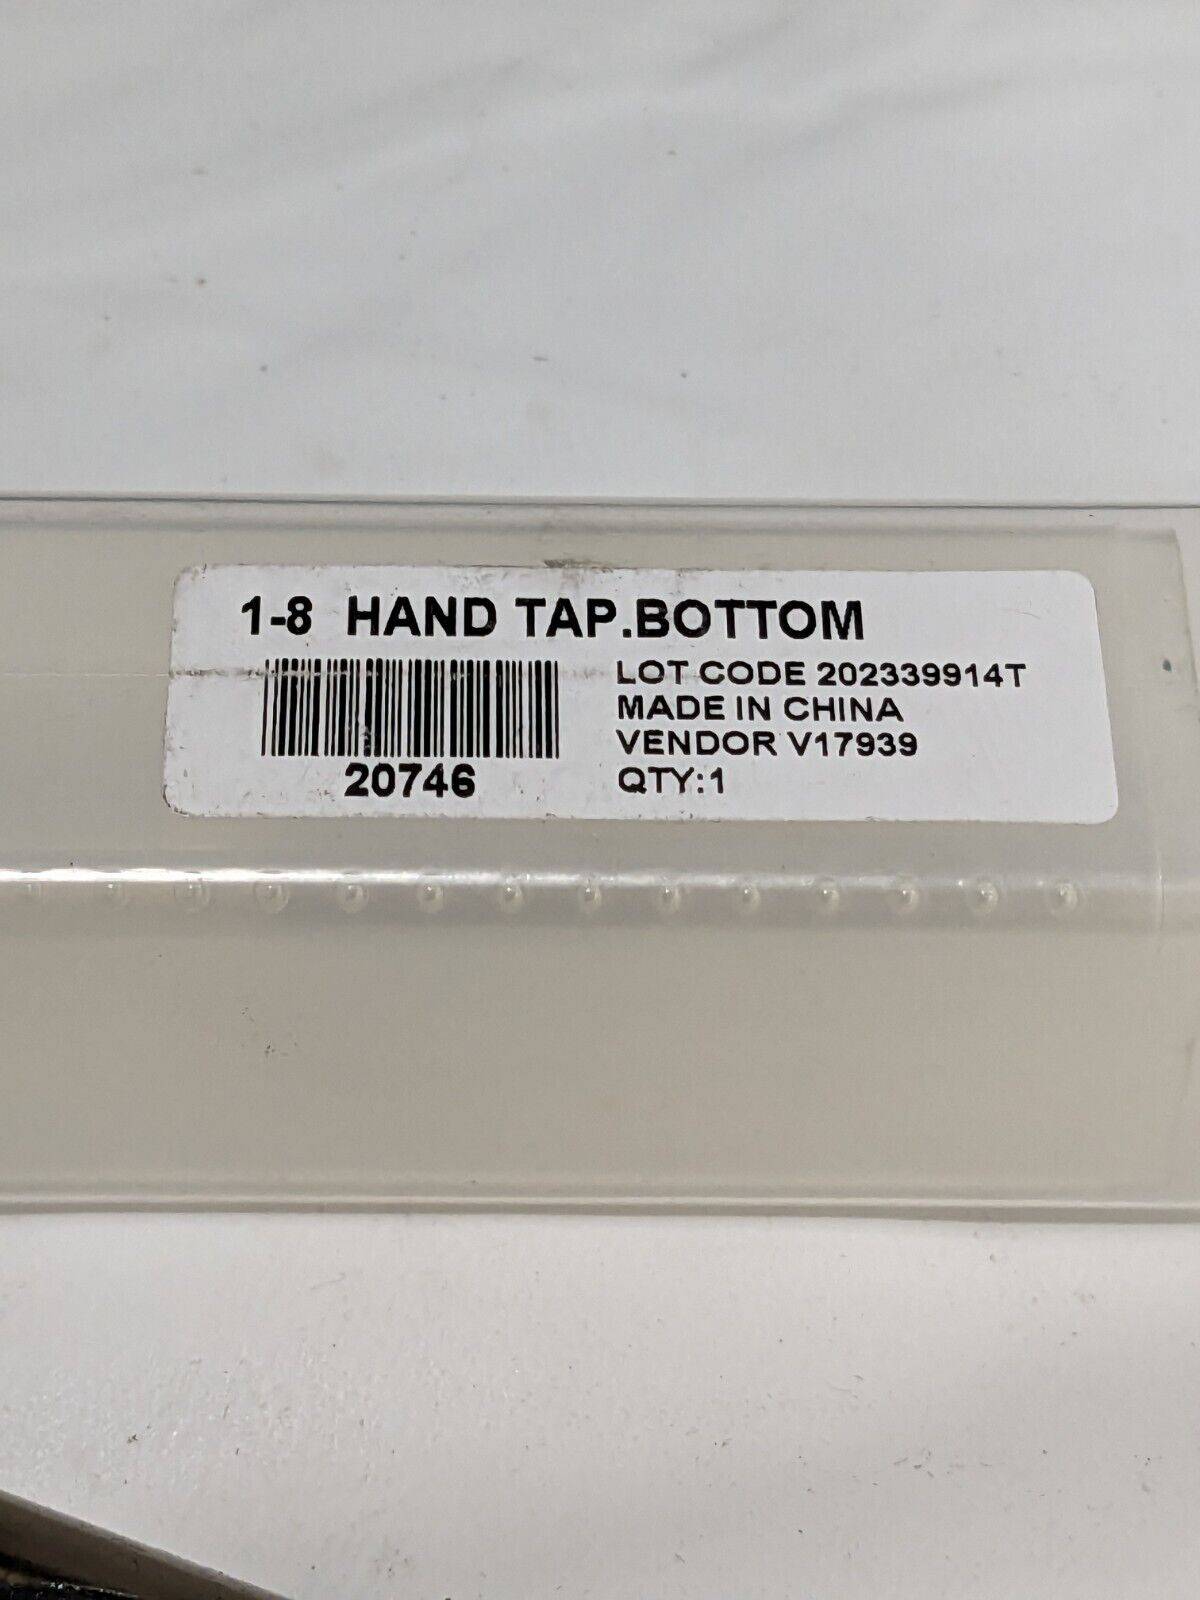 1-8 HAND TAP.BOTTOM
LOT CODE 202339914T
MADE IN CHINA
VENDOR V17939
20746
QTY:1